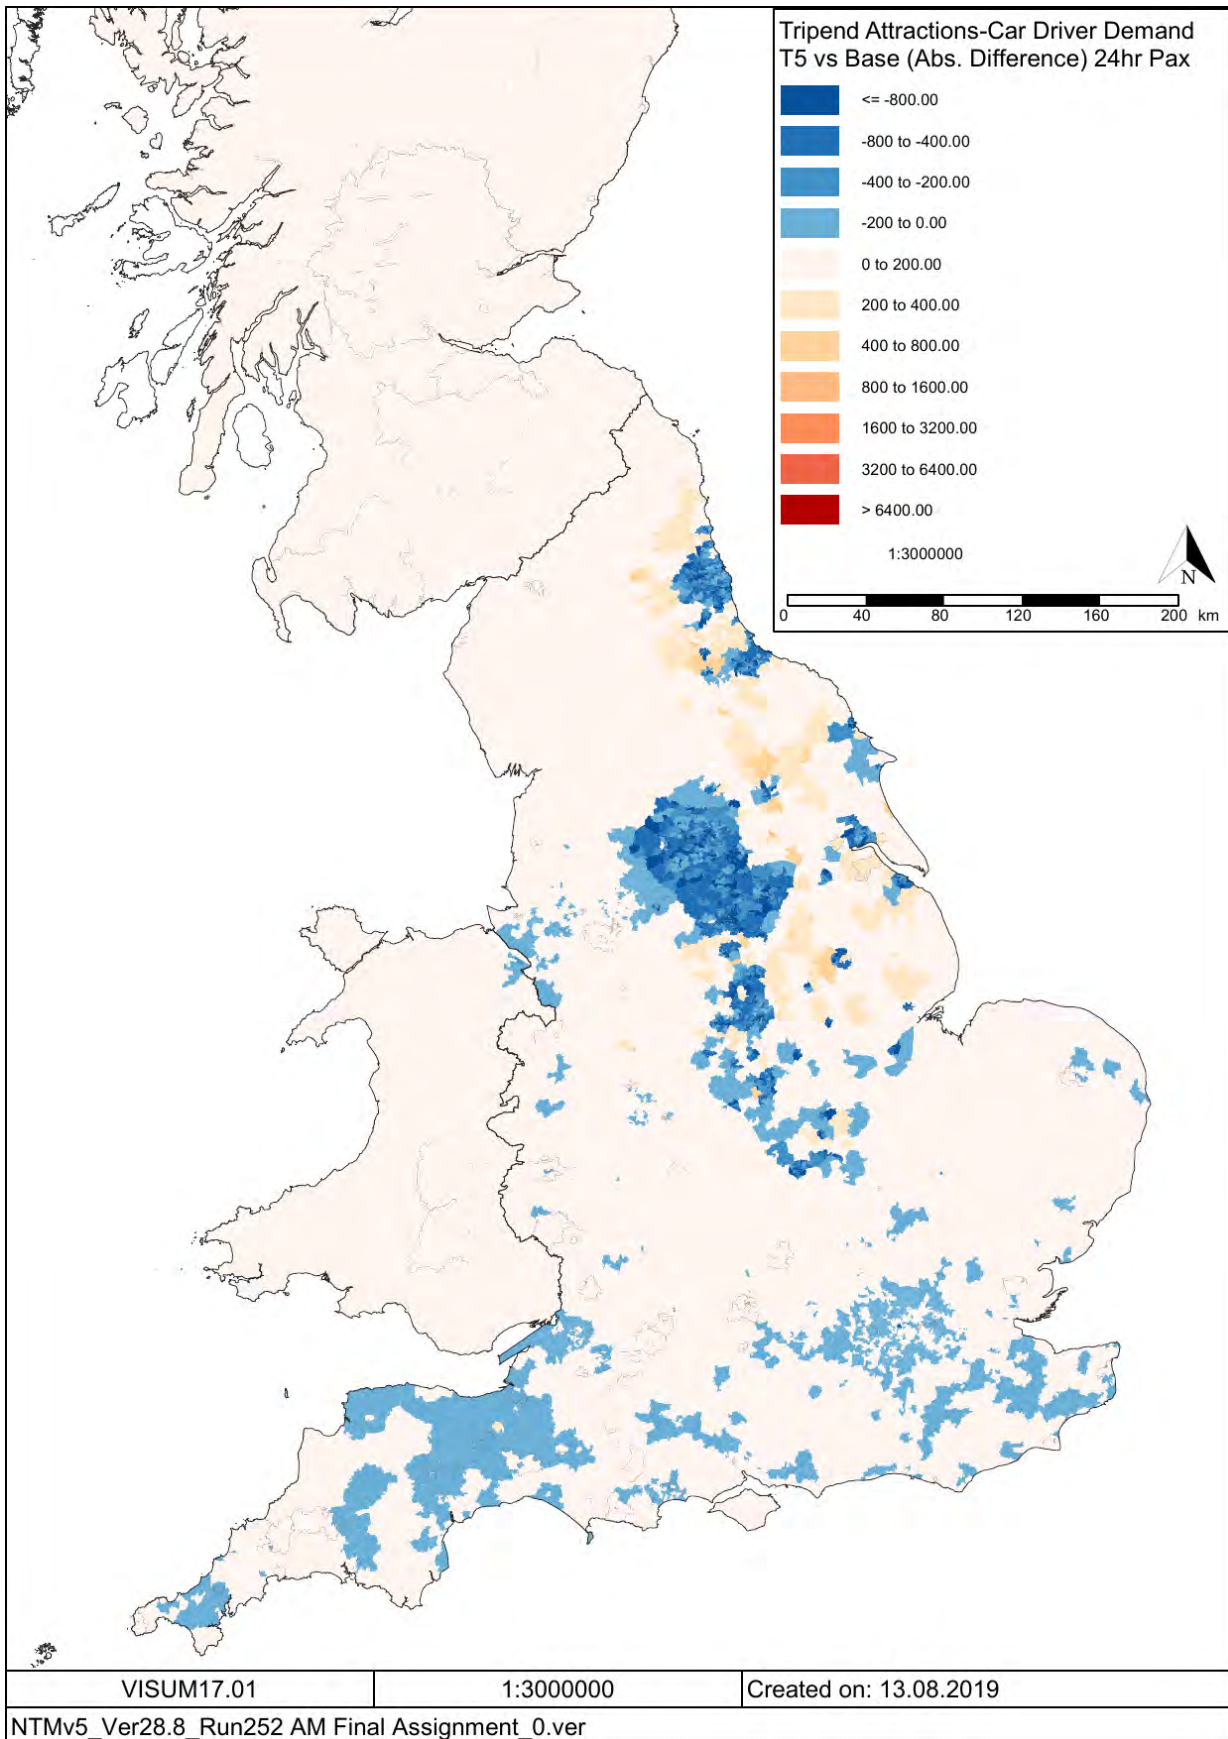 Tripend Attractions-Car Driver Demand
T5 vs Base (Abs. Difference) 24hr Pax
<= -800.00
-800 to -400.00
-400 to -200.00
-200 to 0.00
0 to 200.00
200 to 400.00
400 to 800.00
800 to 1600.00
1600 to 3200.00
3200 to 6400.00
> 6400.00
1:3000000
N
0 40 80 120 160 200 km
VISUM17.01 1:3000000 Created on: 13.08.2019
NTMv5_Ver28.8_Run252 AM Final Assignment_0.ver